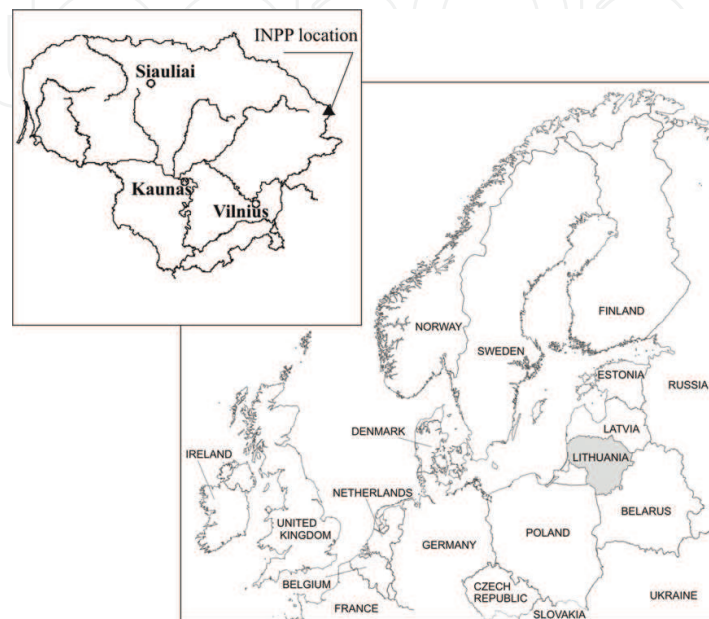 INPP location
Siauliai
Kaunas
Vilnius
FINLAND
NORWAY
SWEDEN
ESTONIA
RUSSIA
LATVIA
DENMARK
LITHUANIA
IRELAND
NETHERLANDS
BELARUS
UNITED
KINGDOM
GERMANY
POLAND
BELGIUM
CZECH
REPUBLIC
UKRAINE
FRANCE
SLOVAKIA